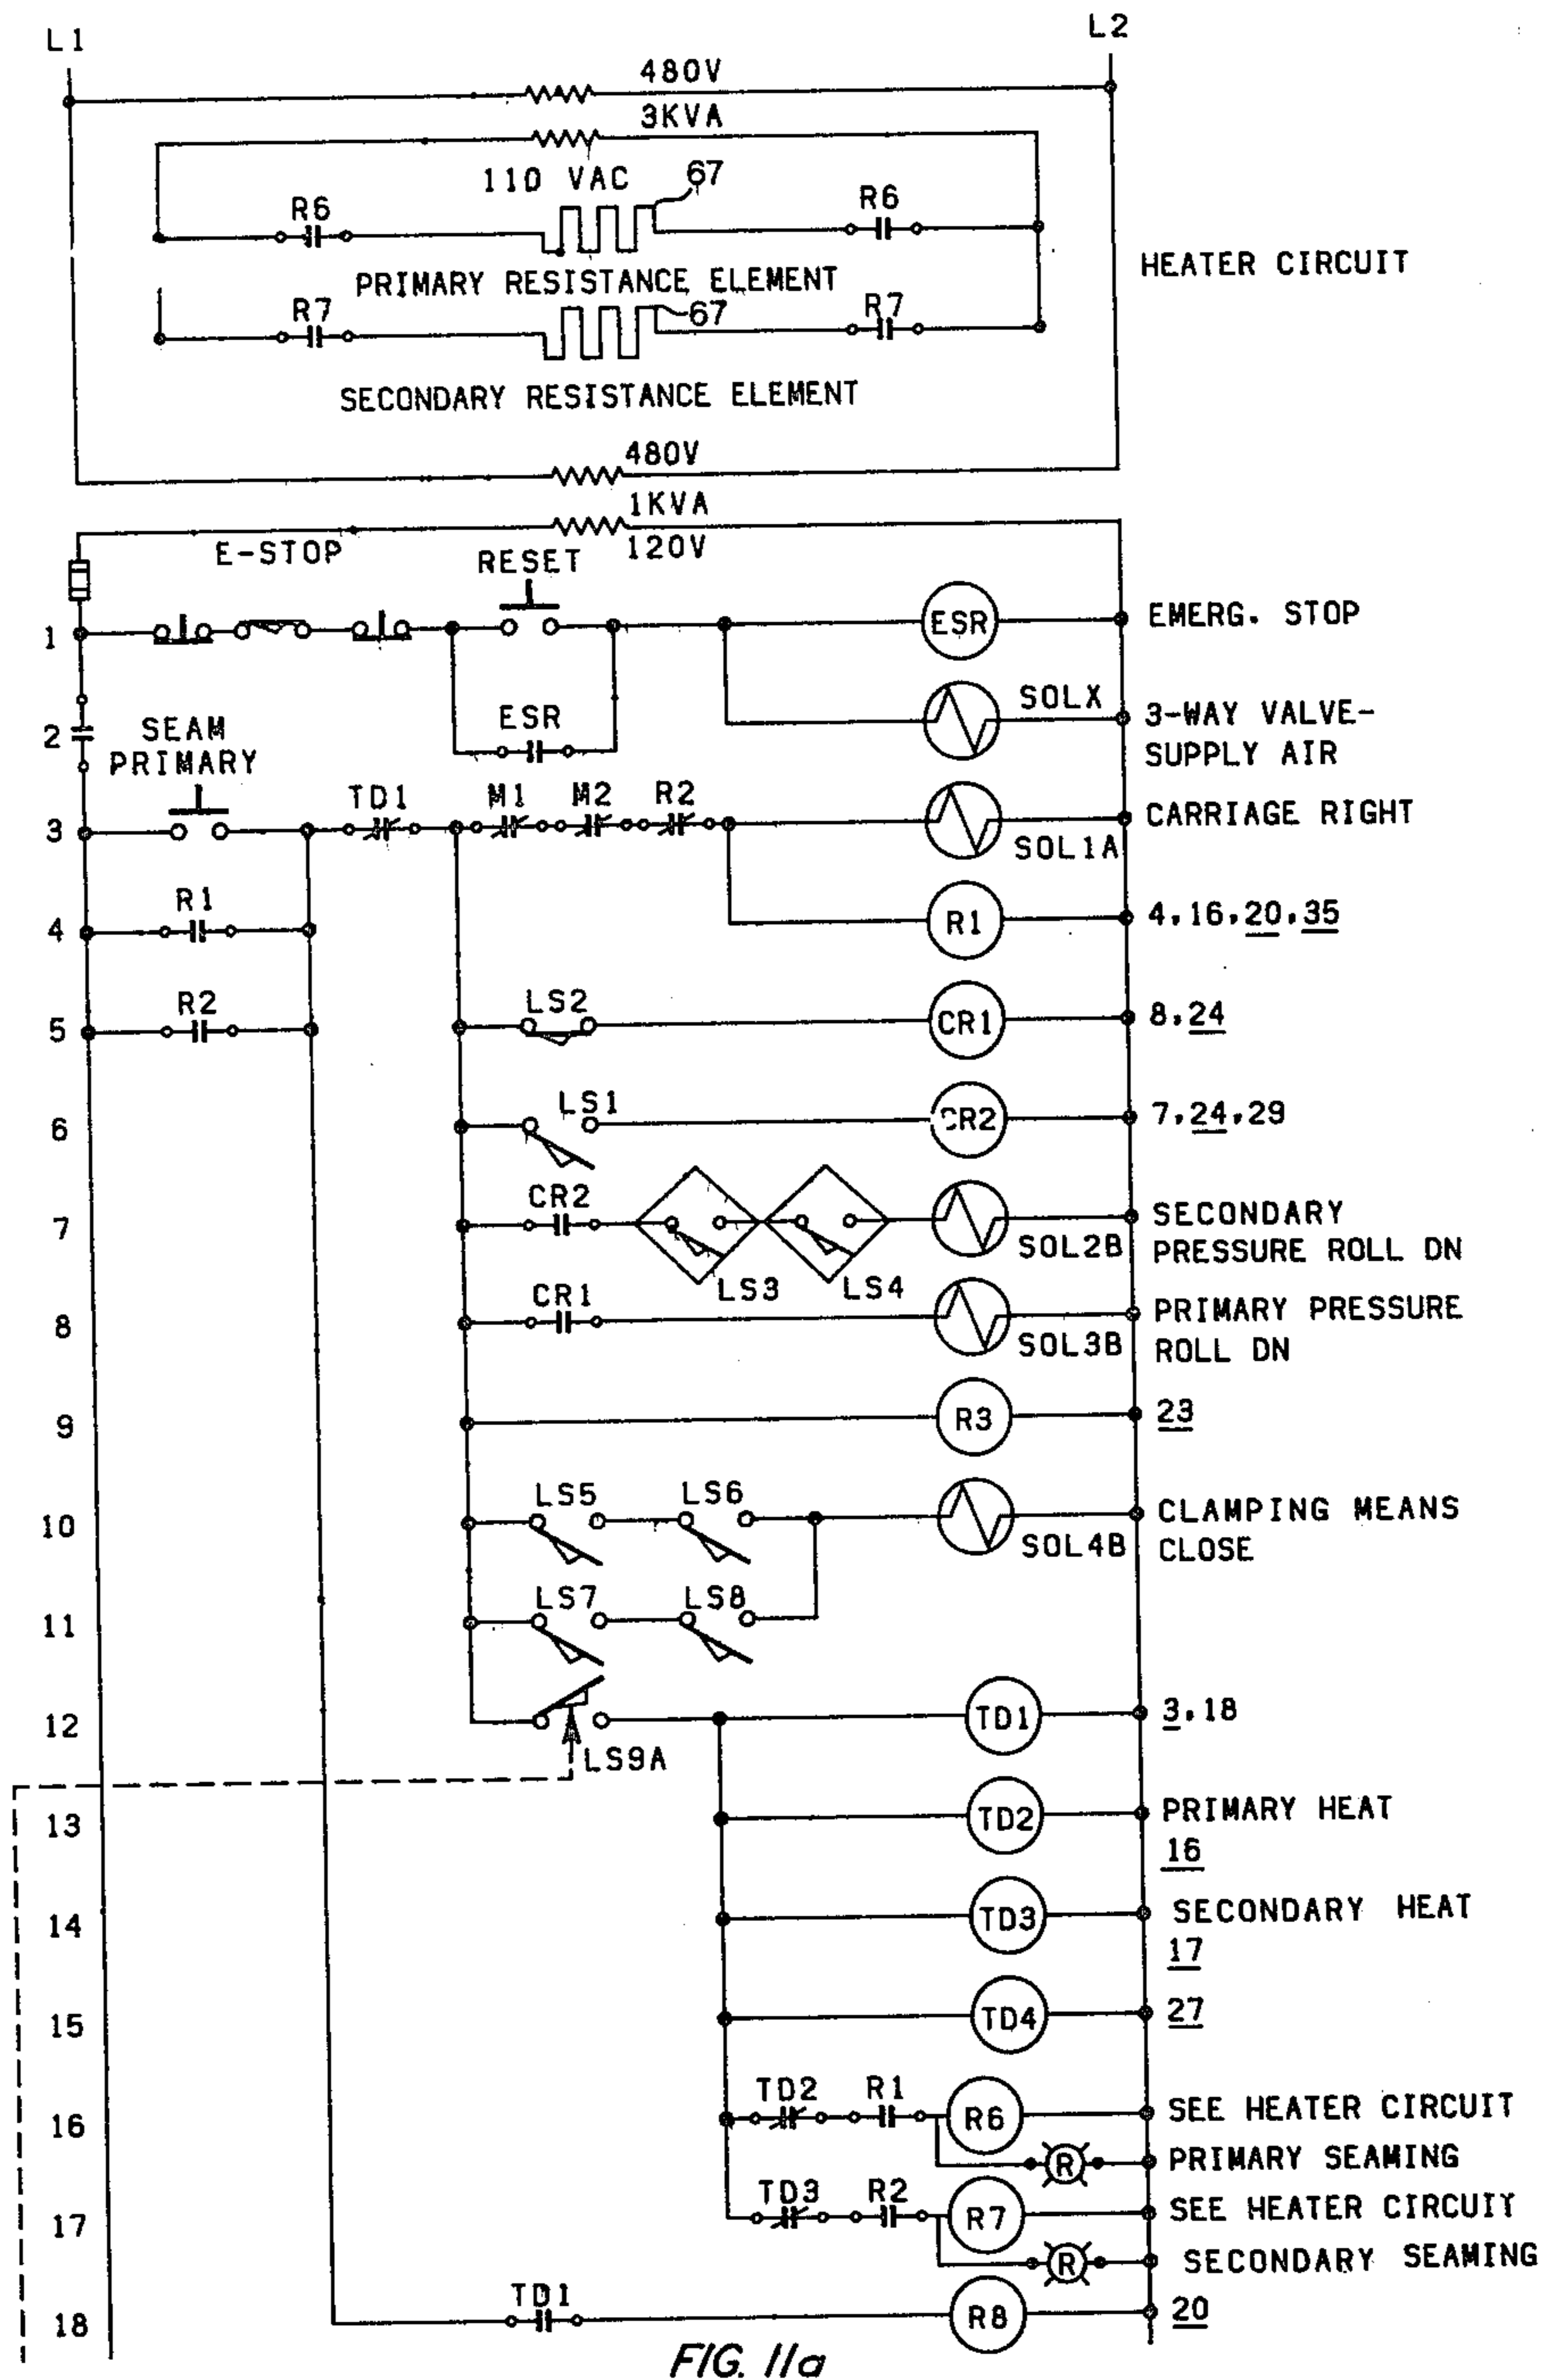 L1
L2
480V
3KVA
110 VAC
67
R6
R6
HEATER CIRCUIT
PRIMARY RESISTANCE ELEMENT
R7
67
R7
SECONDARY RESISTANCE ELEMENT
480V
1KVA
E-STOP
120V
RESET
1
ESR
EMERG. STOP
SOLX
2
SEAM
PRIMARY
ESR
3-WAY VALVE-
SUPPLY AIR
3
TD1
M1
M2
R2
CARRIAGE RIGHT
SOL1A
4
R1
R1
4,16,20,35
5
R2
LS2
CR1
8,24
6
LS1
CR2
7,24,29
7
CR2
LS3
LS4
SOL2B
SECONDARY
PRESSURE ROLL DN
8
CR1
SOL3B
PRIMARY PRESSURE
ROLL DN
9
R3
23
10
LS5
LS6
SOL4B
CLAMPING MEANS
CLOSE
11
LS7
LS8
12
LS9A
TD1
3,18
13
TD2
PRIMARY HEAT
16
14
TD3
SECONDARY HEAT
17
15
TD4
27
16
TD2
R1
R6
SEE HEATER CIRCUIT
R
PRIMARY SEAMING
17
TD3
R2
R7
SEE HEATER CIRCUIT
R
SECONDARY SEAMING
18
TD1
R8
20
FIG. 11a